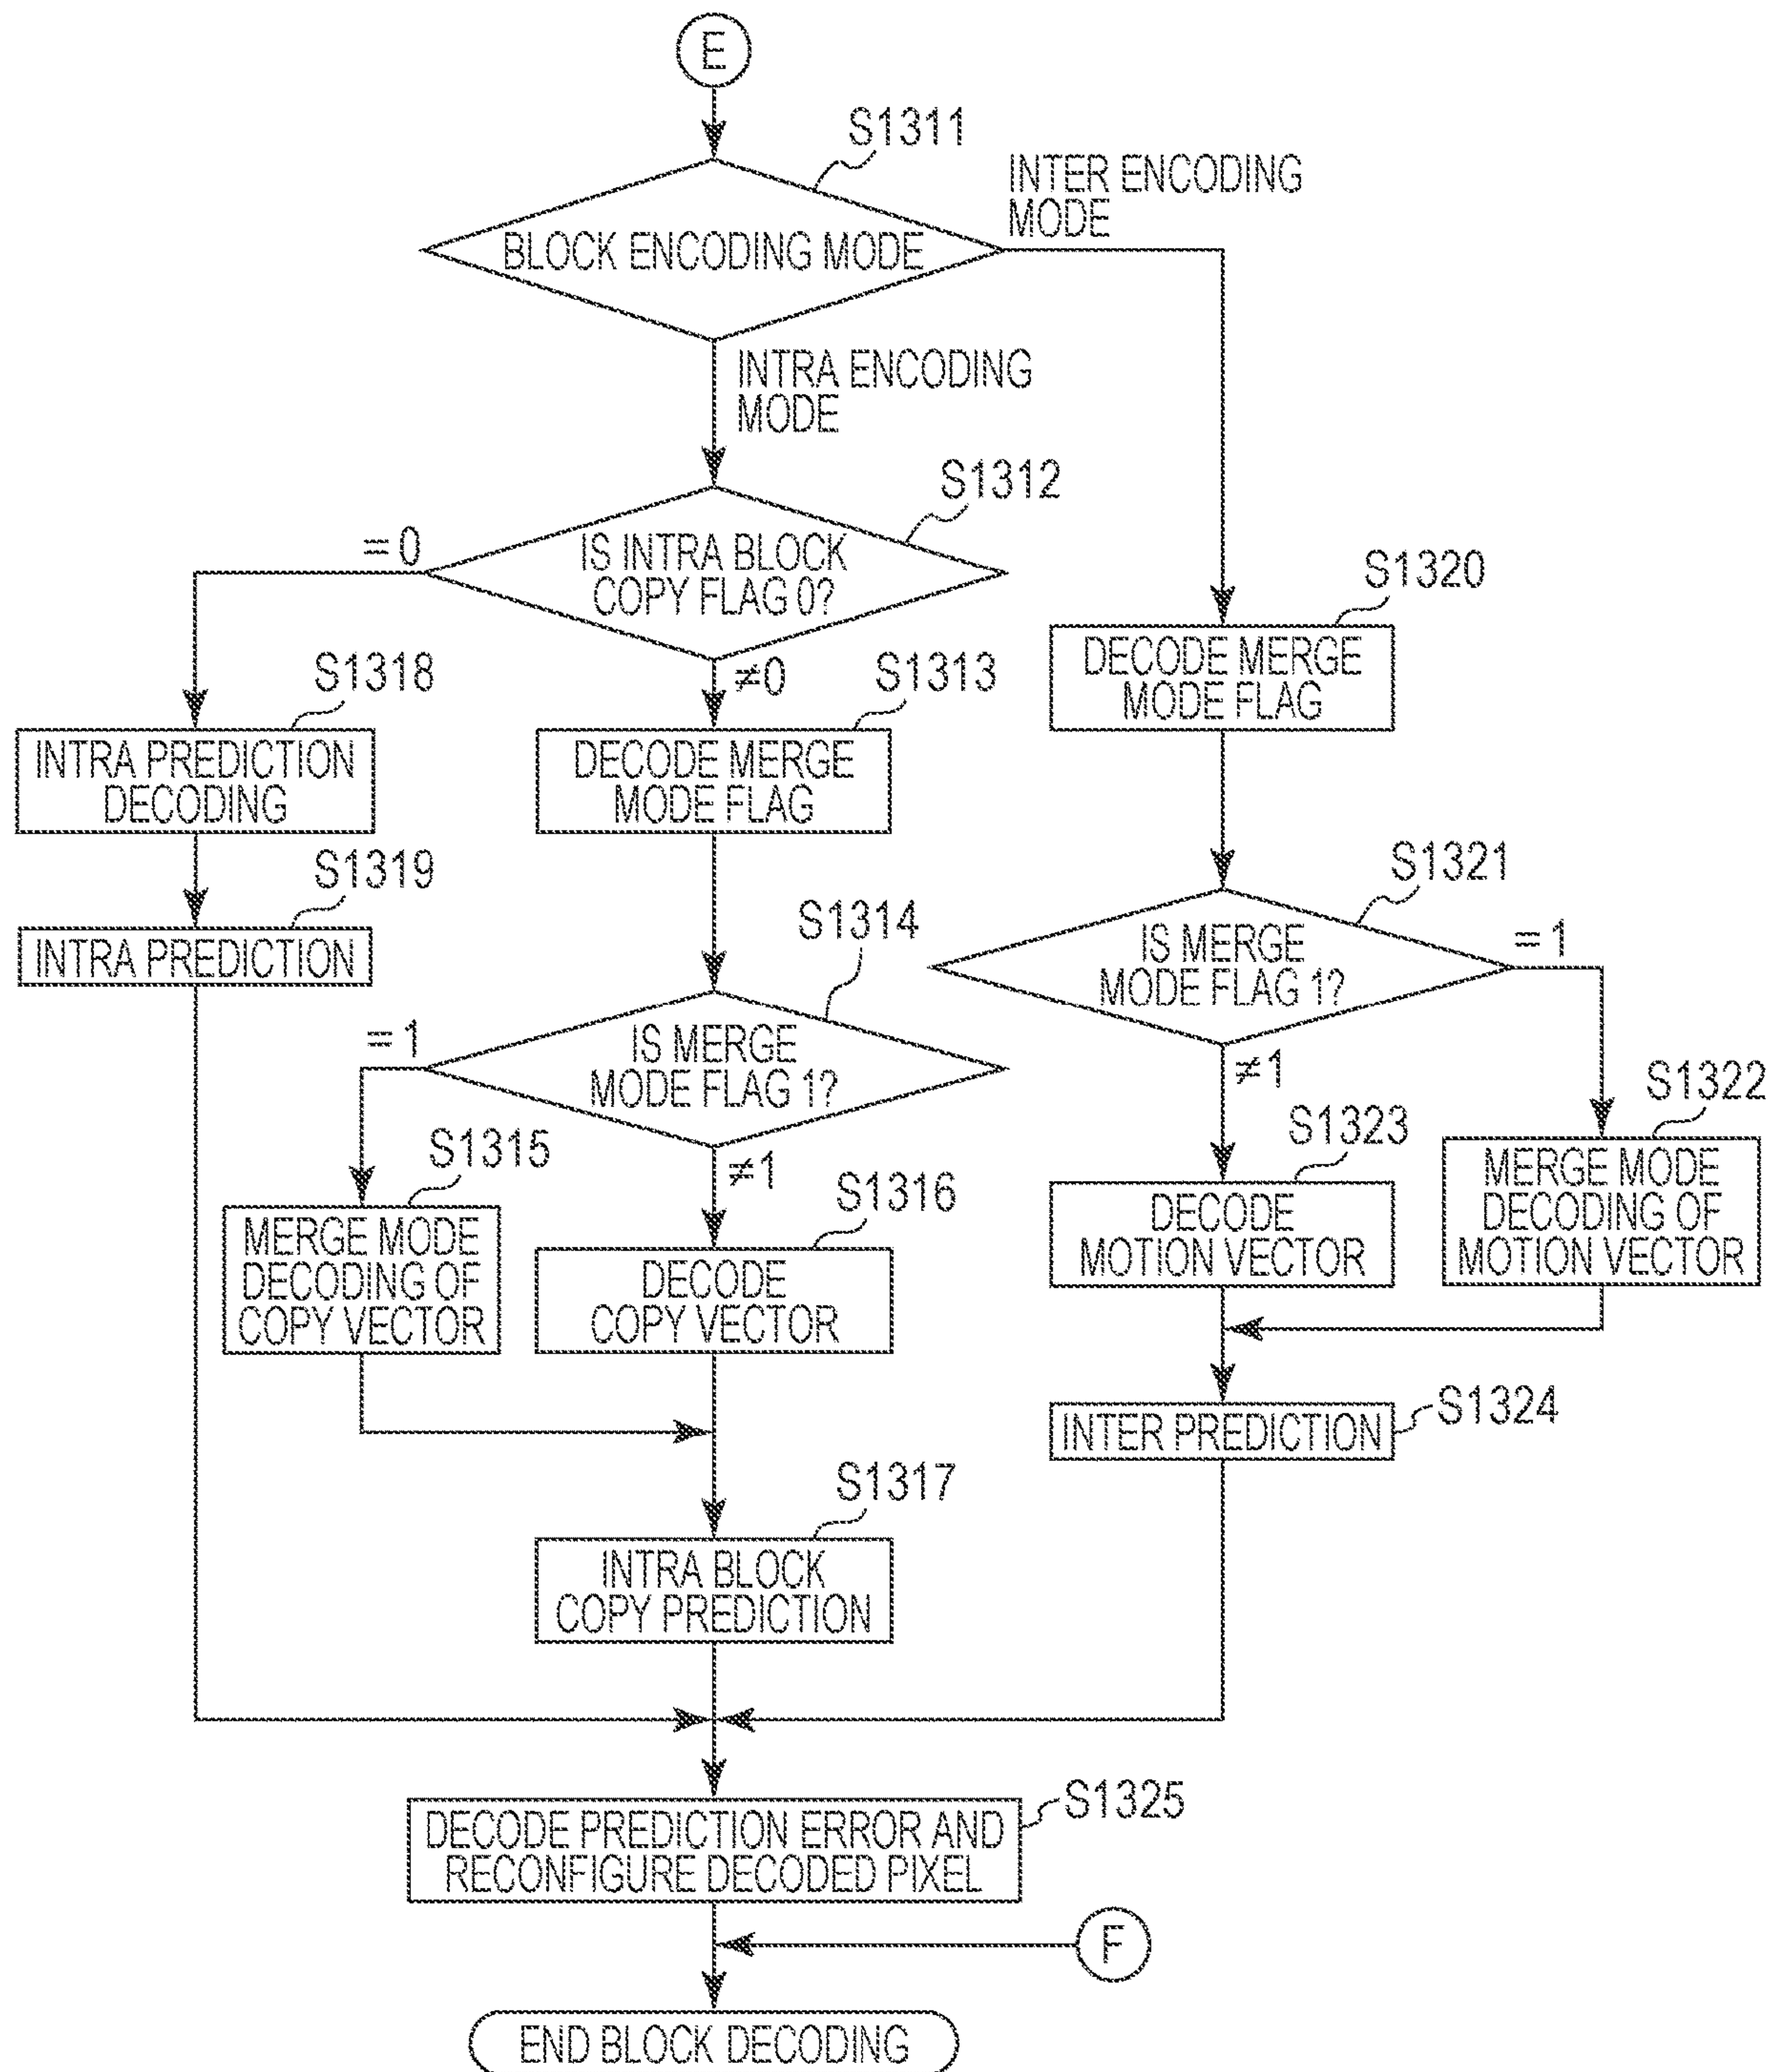 E
S1311
INTER ENCODING
MODE
BLOCK ENCODING MODE
INTRA ENCODING
MODE
S1312
= 0
IS INTRA BLOCK
COPY FLAG 0?
≠0
S1320
DECODE MERGE
MODE FLAG
S1318
INTRA PREDICTION
DECODING
S1313
DECODE MERGE
MODE FLAG
S1319
INTRA PREDICTION
S1321
IS MERGE
MODE FLAG 1?
= 1
≠1
S1314
IS MERGE
MODE FLAG 1?
= 1
≠1
S1322
MERGE MODE
DECODING OF
MOTION VECTOR
S1323
DECODE
MOTION VECTOR
S1315
MERGE MODE
DECODING OF
COPY VECTOR
S1316
DECODE
COPY VECTOR
S1324
INTER PREDICTION
S1317
INTRA BLOCK
COPY PREDICTION
S1325
DECODE PREDICTION ERROR AND
RECONFIGURE DECODED PIXEL
F
END BLOCK DECODING